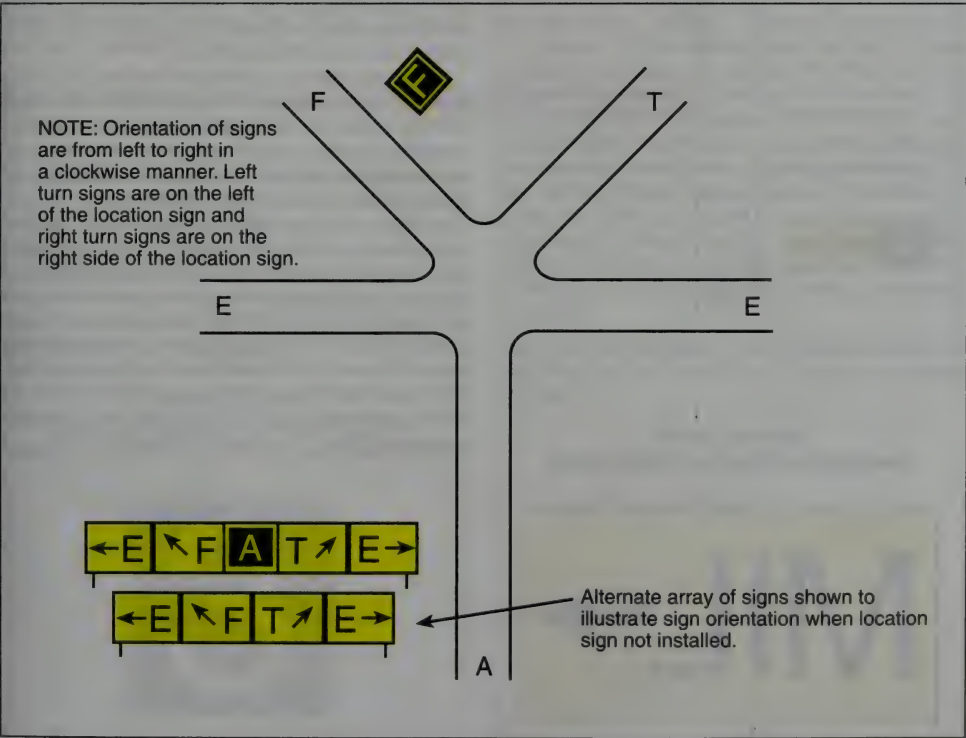 F
F
T
NOTE: Orientation of signs
are from left to right in
a clockwise manner. Left
turn signs are on the left
of the location sign and
right turn signs are on the
right side of the location sign.
E
E
←E ↖F A T↗ E→
←E ↖F T↗ E→
Alternate array of signs shown to
illustrate sign orientation when location
sign not installed.
A